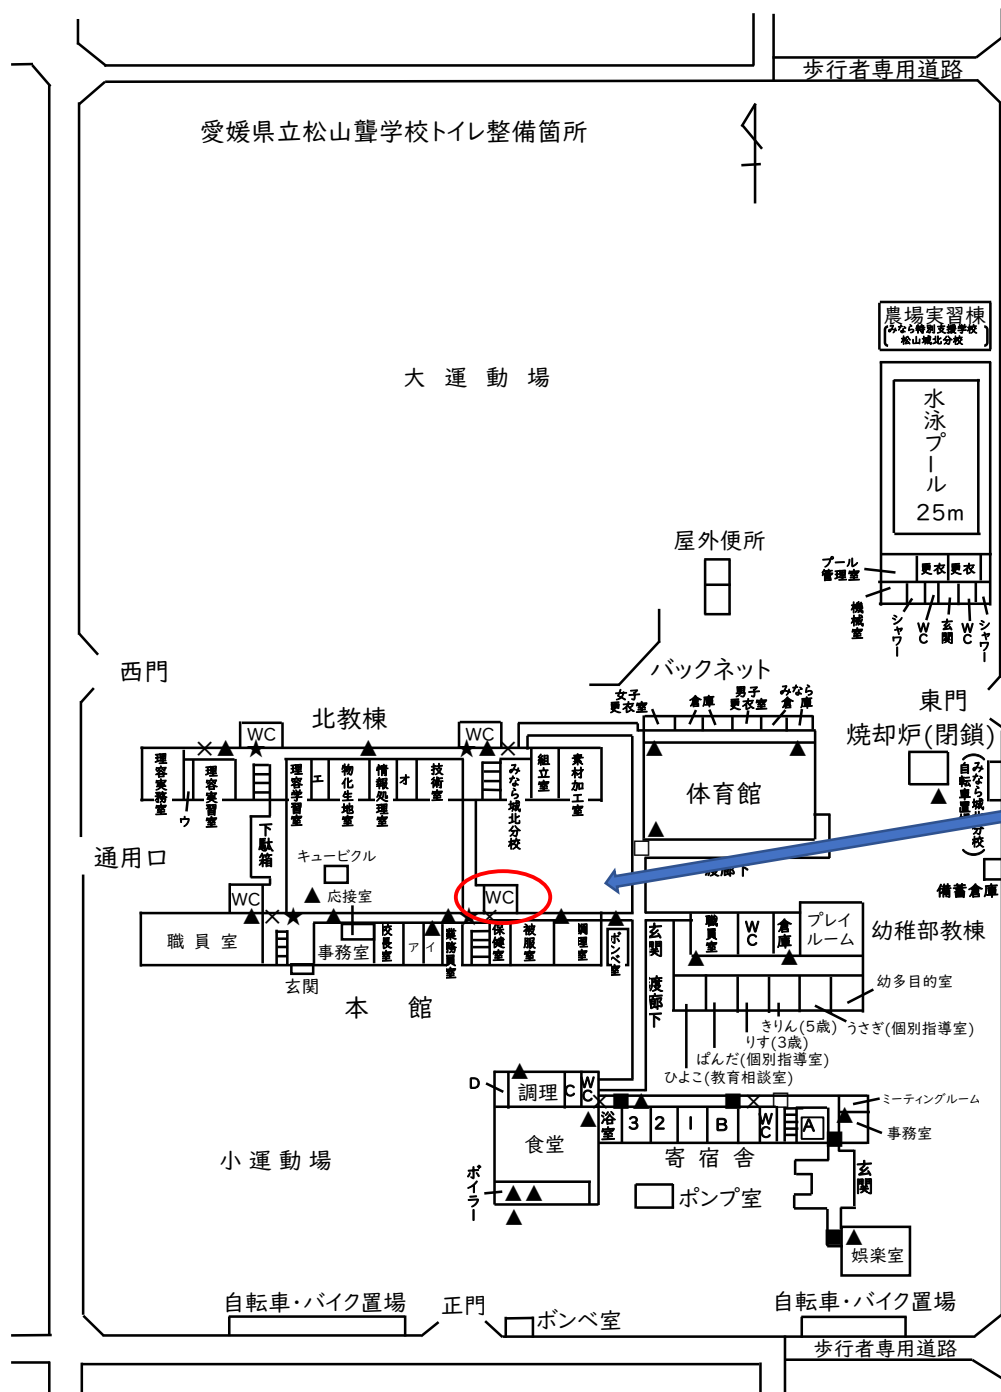 歩行者専用道路
愛媛県立松山聾学校トイレ整備箇所
農場実習棟
みなら特別支援学校
松山城北分校
大運動場
水泳プール
25m
屋外便所
プール
管理室
更衣
更衣
機械室
シャワー
WC
玄関
WC
シャワー
西門
バックネット
東門
女子
更衣室
倉庫
男子
更衣室
みなら
倉庫
北教棟
WC
WC
焼却炉(閉鎖)
理容実務室
ウ
理容実習室
理容学習室
エ
物化生地室
情報処理室
オ
技術室
みなら城北分校
組立室
素材加工室
体育館
(みなら城北分校)
自転車置場
下駄箱
通用口
キュービクル
渡廊下
備蓄倉庫
応接室
WC
WC
職員室
事務室
校長室
ア
イ
業務員室
保健室
被服室
調理室
ボンベ室
玄関
渡廊下
職員室
WC
倉庫
プレイ
ルーム
幼稚部教棟
玄関
本館
幼多目的室
きりん(5歳)
うさぎ(個別指導室)
りす(3歳)
ぱんだ(個別指導室)
ひよこ(教育相談室)
D
調理
C
WC
ミーティングルーム
浴室
3
2
1
B
WC
A
事務室
食堂
小運動場
寄宿舎
玄関
ボイラー
ポンプ室
娯楽室
自転車・バイク置場
正門
ボンベ室
自転車・バイク置場
歩行者専用道路